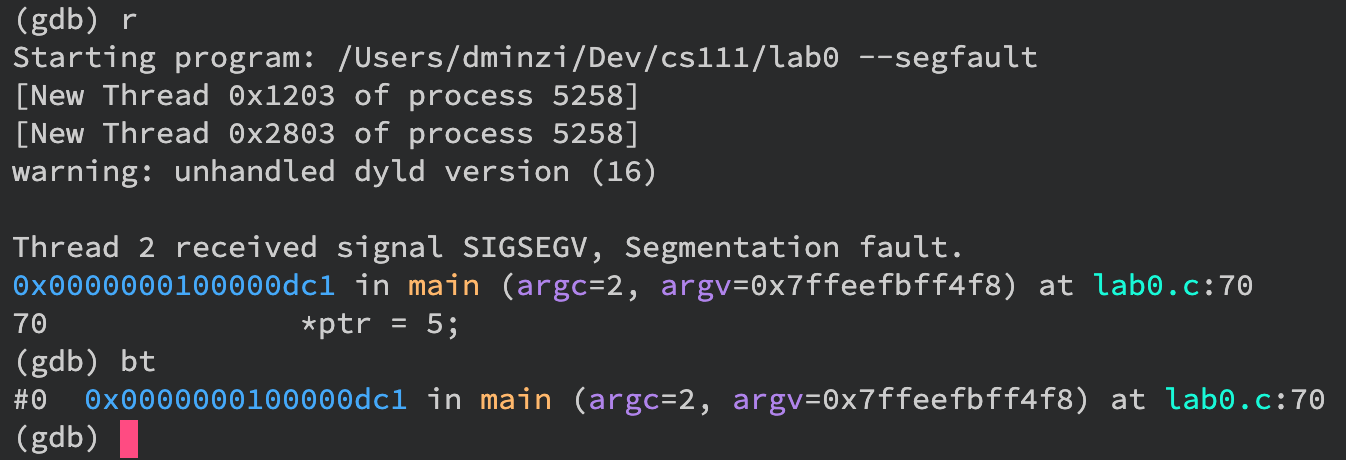 (gdb) r
Starting program: /Users/dminzi/Dev/cs111/lab0 --segfault
[New Thread 0x1203 of process 5258]
[New Thread 0x2803 of process 5258]
warning: unhandled dyld version (16)

Thread 2 received signal SIGSEGV, Segmentation fault.
0x0000000100000dc1 in main (argc=2, argv=0x7ffeefbff4f8) at lab0.c:70
70              *ptr = 5;
(gdb) bt
#0  0x0000000100000dc1 in main (argc=2, argv=0x7ffeefbff4f8) at lab0.c:70
(gdb)